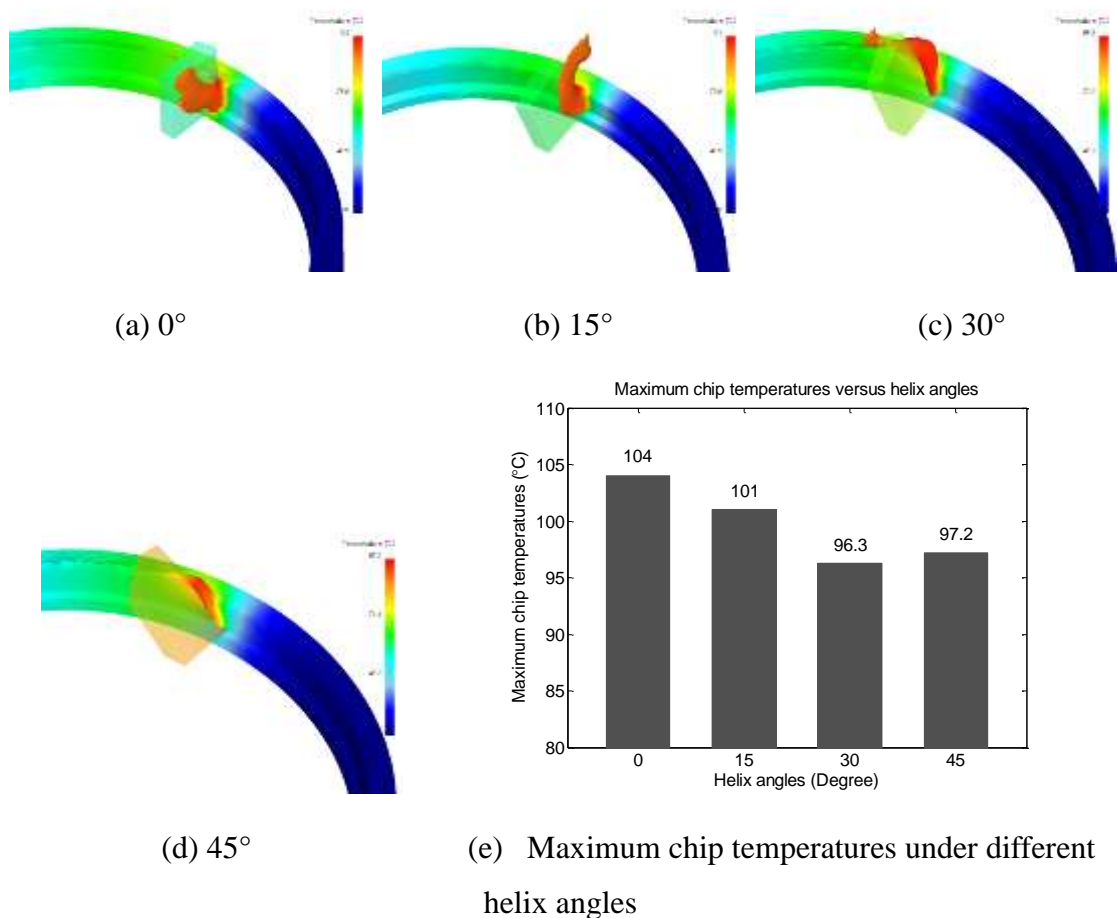 (a) 0°
(b) 15°
(c) 30°
Maximum chip temperatures versus helix angles
110
105
100
95
90
85
80
Maximum chip temperatures (°C)
104
101
96.3
97.2
0 15 30 45
Helix angles (Degree)
(d) 45°
(e) Maximum chip temperatures under different
helix angles